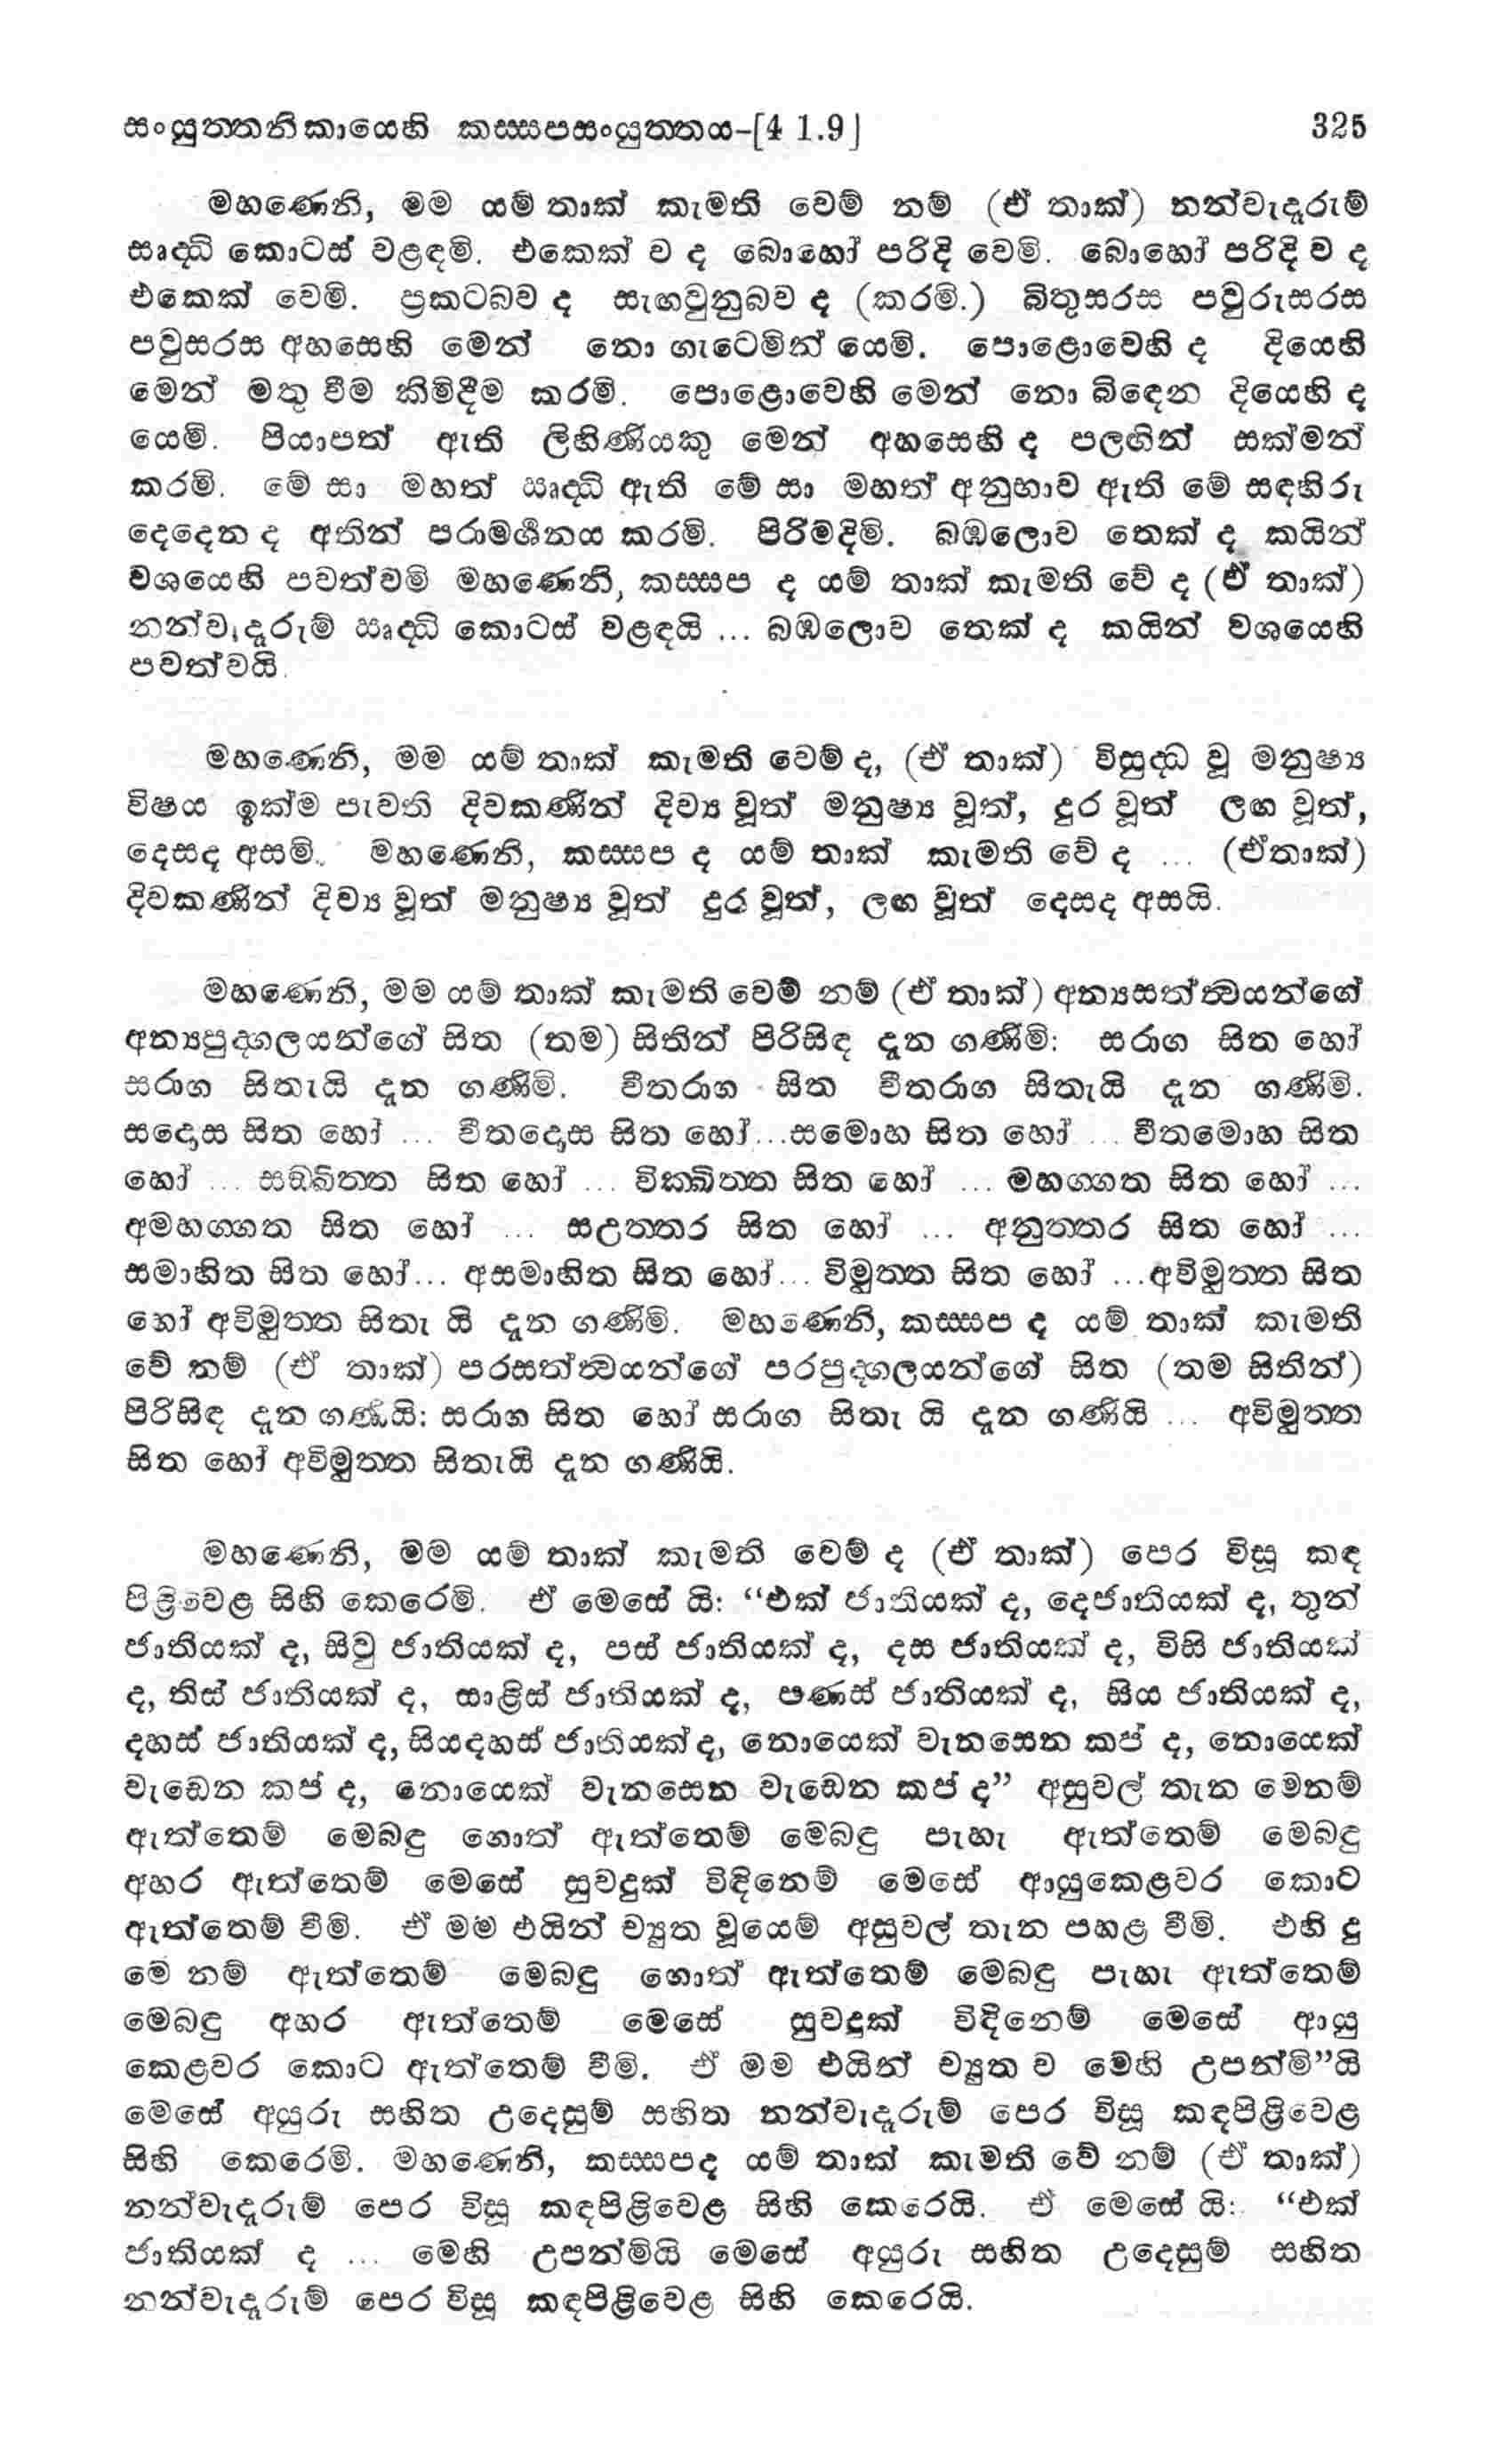 සංයුත්තනිකායෙහි කස්සපසංයුත්තය-[4 1.9] 325
මහණෙනි, මම යම් තාක් කැමති වෙම් නම් (ඒ තාක්) නන්වැදෑරුම්
සෘද්ධි කොටස් වළඳමි. එකෙක් ව ද බොහෝ පරිදි වෙමි. බොහෝ පරිදි ව ද
එකෙක් වෙමි. ප්‍රකටබව ද සැඟවුනුබව ද (කරමි.) බිතුසරස පවුරුසරස
පවුසරස අහසෙහි මෙන් නො ගැටෙමින් යෙමි. පොළොවෙහි ද දියෙහි
මෙන් මතු වීම කිමිදීම කරමි. පොළොවෙහි මෙන් නො බිඳෙන දියෙහි ද
යෙමි. පියාපත් ඇති ලිහිණියකු මෙන් අහසෙහි ද පලඟින් සක්මන්
කරමි. මේ සා මහත් ඍද්ධි ඇති මේ සා මහත් අනුභාව ඇති මේ සඳහිරු
දෙදෙන ද අතින් පරාමර්ශනය කරමි. පිරිමදිමි. බඹලොව තෙක් ද කයින්
වශයෙහි පවත්වමි මහණෙනි, කස්සප ද යම් තාක් කැමති වේ ද (ඒ තාක්)
නන්වැදෑරුම් ඍද්ධි කොටස් වළඳයි ... බඹලොව තෙක් ද කයින් වශයෙහි
පවත්වයි.
මහණෙනි, මම යම් තාක් කැමති වෙම් ද, (ඒ තාක්) විසුද්ධ වූ මනුෂ්‍ය
විෂය ඉක්ම පැවති දිවකණින් දිව්‍ය වූත් මනුෂ්‍ය වූත්, දුර වූත් ලඟ වූත්,
දෙසද අසමි. මහණෙනි, කස්සප ද යම් තාක් කැමති වේ ද ... (ඒතාක්)
දිවකණින් දිව්‍ය වූත් මනුෂ්‍ය වූත් දුර වූත්, ලඟ වූත් දෙසද අසයි.
මහණෙනි, මම යම් තාක් කැමති වෙම් නම් (ඒ තාක්) අන්‍යසත්ත්‍වයන්ගේ
අන්‍යපුද්ගලයන්ගේ සිත (තම) සිතින් පිරිසිඳ දැන ගණිමි: සරාග සිත හෝ
සරාග සිතැයි දැන ගණිමි. වීතරාග සිත වීතරාග සිතැයි දැන ගණිමි.
සදොස සිත හෝ ... වීතදොස සිත හෝ...සමොහ සිත හෝ ... වීතමොහ සිත
හෝ ... සඞ්ඛිත්ත සිත හෝ ... වික්ඛිත්ත සිත හෝ ... මහග්ගත සිත හෝ ...
අමහග්ගත සිත හෝ ... සඋත්තර සිත හෝ ... අනුත්තර සිත හෝ ...
සමාහිත සිත හෝ... අසමාහිත සිත හෝ... විමුත්ත සිත හෝ ...අවිමුත්ත සිත
හෝ අවිමුත්ත සිතැ යි දැන ගණිමි. මහණෙනි, කස්සප ද යම් තාක් කැමති
වේ නම් (ඒ තාක්) පරසත්ත්‍වයන්ගේ පරපුද්ගලයන්ගේ සිත (තම සිතින්)
පිරිසිඳ දැන ගණියි: සරාග සිත හෝ සරාග සිතැ යි දැන ගණියි ... අවිමුත්ත
සිත හෝ අවිමුත්ත සිතැයි දැන ගණියි.
මහණෙනි, මම යම් තාක් කැමති වෙම් ද (ඒ තාක්) පෙර විසූ කඳ
පිළිවෙළ සිහි කෙරෙමි. ඒ මෙසේ යි: “එක් ජාතියක් ද, දෙජාතියක් ද, තුන්
ජාතියක් ද, සිවු ජාතියක් ද, පස් ජාතියක් ද, දස ජාතියක් ද, විසි ජාතියක්
ද, තිස් ජාතියක් ද, සාළිස් ජාතියක් ද, පණස් ජාතියක් ද, සිය ජාතියක් ද,
දහස් ජාතියක් ද, සියදහස් ජාතියක් ද, නොයෙක් වැනසෙන කප් ද, නොයෙක්
වැඩෙන කප් ද, නොයෙක් වැනසෙන වැඩෙන කප් ද” අසුවල් තැන මෙනම්
ඇත්තෙම් මෙබඳු ගොත් ඇත්තෙම් මෙබඳු පැහැ ඇත්තෙම් මෙබඳු
අහර ඇත්තෙම් මෙසේ සුවදුක් විඳිනෙම් මෙසේ ආයුකෙළවර කොට
ඇත්තෙම් වීමි. ඒ මම එයින් ච්‍යුත වූයෙම් අසුවල් තැන පහළ වීමි. එහි දු
මේ නම් ඇත්තෙම් මෙබඳු ගොත් ඇත්තෙම් මෙබඳු පැහැ ඇත්තෙම්
මෙබඳු අහර ඇත්තෙම් මෙසේ සුවදුක් විඳිනෙම් මෙසේ ආයු
කෙළවර කොට ඇත්තෙම් වීමි. ඒ මම එයින් ච්‍යුත ව මෙහි උපන්මි”යි
මෙසේ අයුරු සහිත උදෙසුම් සහිත නන්වැදෑරුම් පෙර විසූ කඳපිළිවෙළ
සිහි කෙරෙමි. මහණෙනි, කස්සපද යම් තාක් කැමති වේ නම් (ඒ තාක්)
නන්වැදෑරුම් පෙර විසූ කඳපිළිවෙළ සිහි කෙරෙයි. ඒ මෙසේ යි: “එක්
ජාතියක් ද ... මෙහි උපන්මියි මෙසේ අයුරු සහිත උදෙසුම් සහිත
නන්වැදෑරුම් පෙර විසූ කඳපිළිවෙළ සිහි කෙරෙයි.